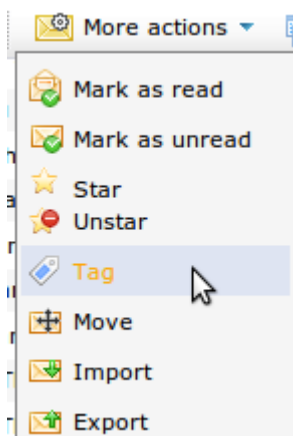 More actions
Mark as read
Mark as unread
Star
Unstar
Tag
Move
Import
Export